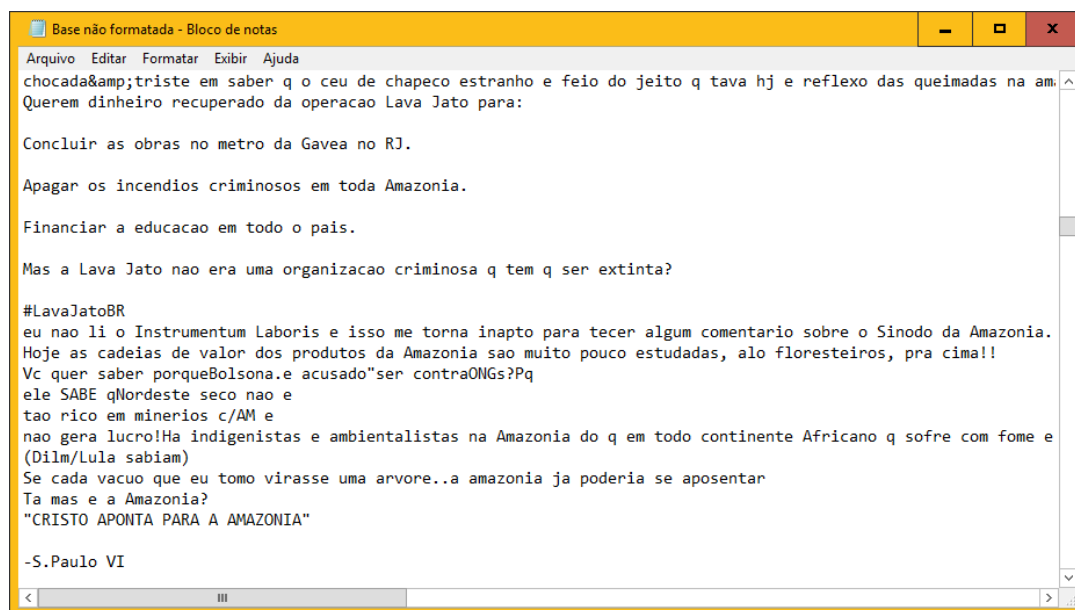 Base não formatada - Bloco de notas
Arquivo Editar Formatar Exibir Ajuda
chocada&amp;triste em saber q o ceu de chapeco estranho e feio do jeito q tava hj e reflexo das queimadas na am
Querem dinheiro recuperado da operacao Lava Jato para:
Concluir as obras no metro da Gavea no RJ.
Apagar os incendios criminosos em toda Amazonia.
Financiar a educacao em todo o pais.
Mas a Lava Jato nao era uma organizacao criminosa q tem q ser extinta?
#LavaJatoBR
eu nao li o Instrumentum Laboris e isso me torna inapto para tecer algum comentario sobre o Sinodo da Amazonia.
Hoje as cadeias de valor dos produtos da Amazonia sao muito pouco estudadas, alo floresteiros, pra cima!!
Vc quer saber porqueBolsona.e acusado"ser contraONGs?Pq
ele SABE qNordeste seco nao e
tao rico em minerios c/AM e
nao gera lucro!Ha indigenistas e ambientalistas na Amazonia do q em todo continente Africano q sofre com fome e
(Dilm/Lula sabiam)
Se cada vacuo que eu tomo virasse uma arvore..a amazonia ja poderia se aposentar
Ta mas e a Amazonia?
"CRISTO APONTA PARA A AMAZONIA"
-S.Paulo VI